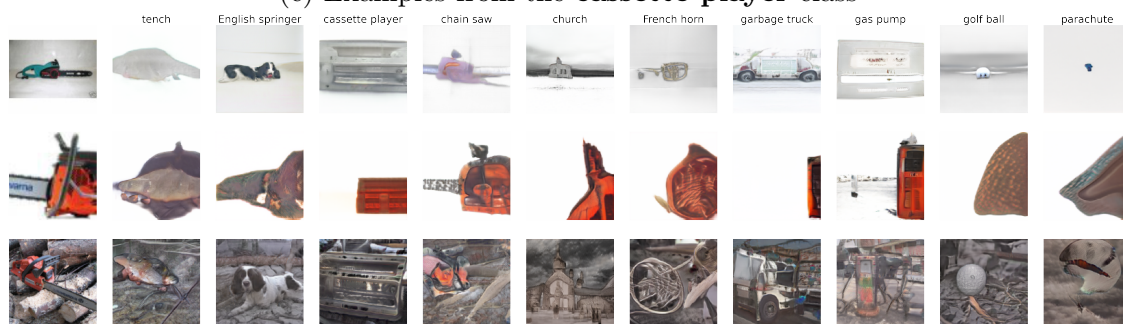 (c) Examples from the cassette player class
tench English springer cassette player chain saw church French horn garbage truck gas pump golf ball parachute
varna